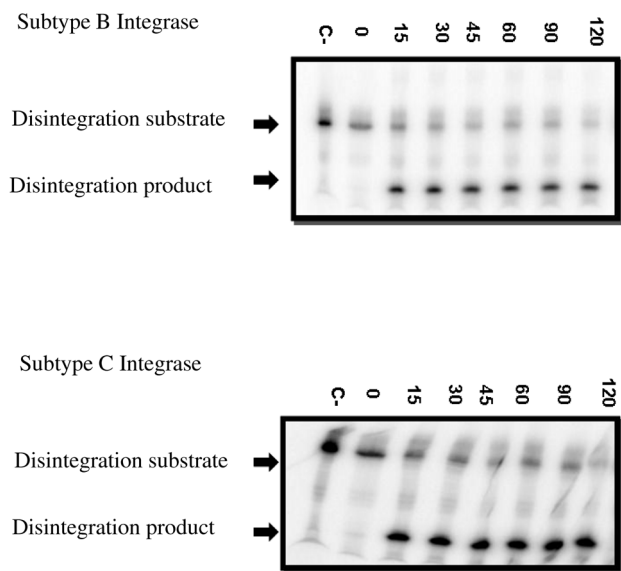 Subtype B Integrase
C- 0 15 30 45 60 90 120
Disintegration substrate
Disintegration product
Subtype C Integrase
C- 0 15 30 45 60 90 120
Disintegration substrate
Disintegration product